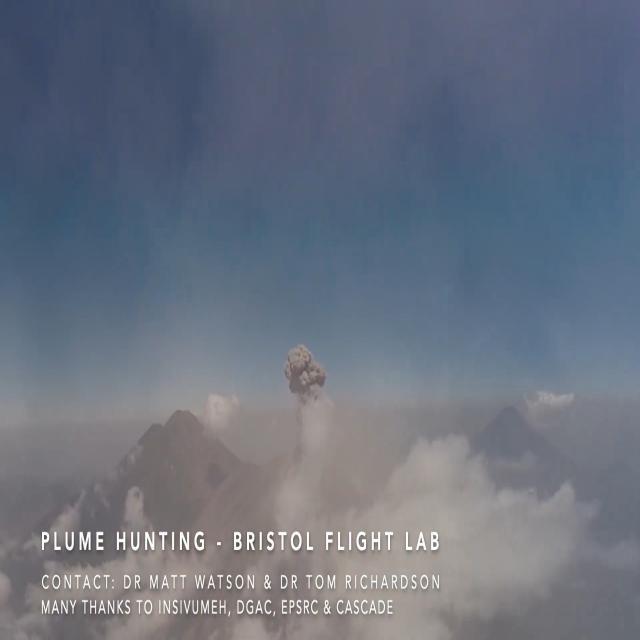 PLUME HUNTING - BRISTOL FLIGHT LAB
CONTACT: DR MATT WATSON & DR TOM RICHARDSON
MANY THANKS TO INSIVUMEH, DGAC, EPSRC & CASCADE